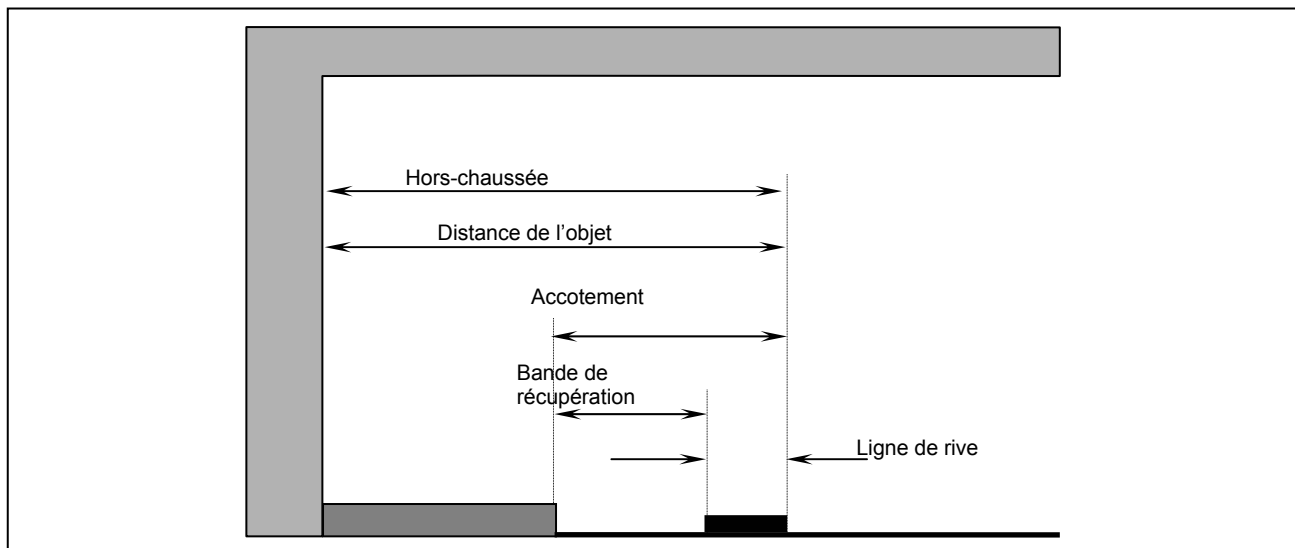 Hors-chaussée
Distance de l’objet
Accotement
Bande de
récupération
Ligne de rive